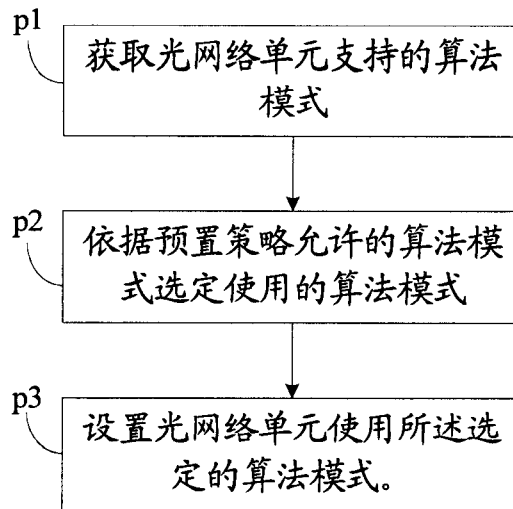 p1
获取光网络单元支持的算法
模式
p2
依据预置策略允许的算法模
式选定使用的算法模式
p3
设置光网络单元使用所述选
定的算法模式。